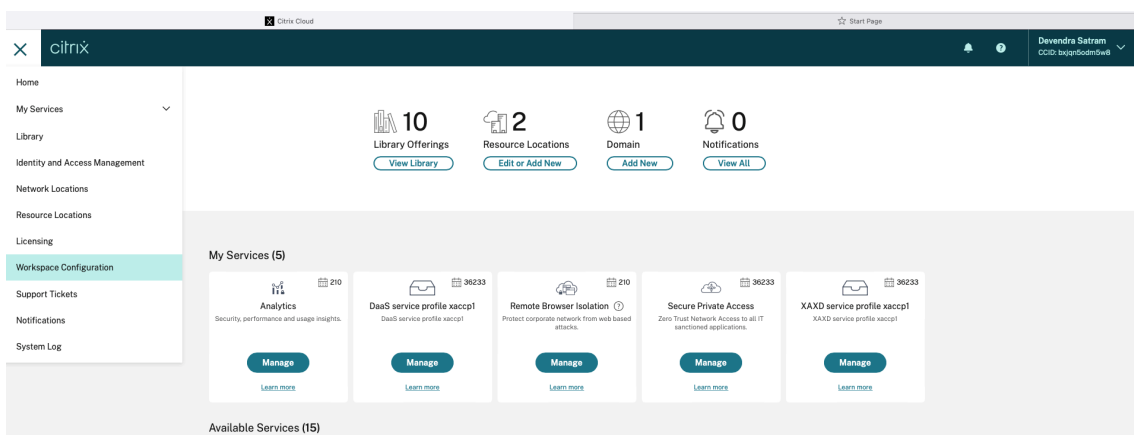 Citrix Cloud
Start Page
citrix
Devendra Satram
CCID: bxjqn5odm5w8
Home
My Services
Library
Identity and Access Management
Network Locations
Resource Locations
Licensing
Workspace Configuration
Support Tickets
Notifications
System Log
10
Library Offerings
View Library
2
Resource Locations
Edit or Add New
1
Domain
Add New
0
Notifications
View All
My Services (5)
210
Analytics
Security, performance and usage insights.
Manage
Learn more
36233
DaaS service profile xaccp1
DaaS service profile xaccp1
Manage
Learn more
210
Remote Browser Isolation
Protect corporate network from web based
attacks.
Manage
Learn more
36233
Secure Private Access
Zero Trust Network Access to all IT
sanctioned applications.
Manage
Learn more
36233
XAXD service profile xaccp1
XAXD service profile xaccp1
Manage
Learn more
Available Services (15)